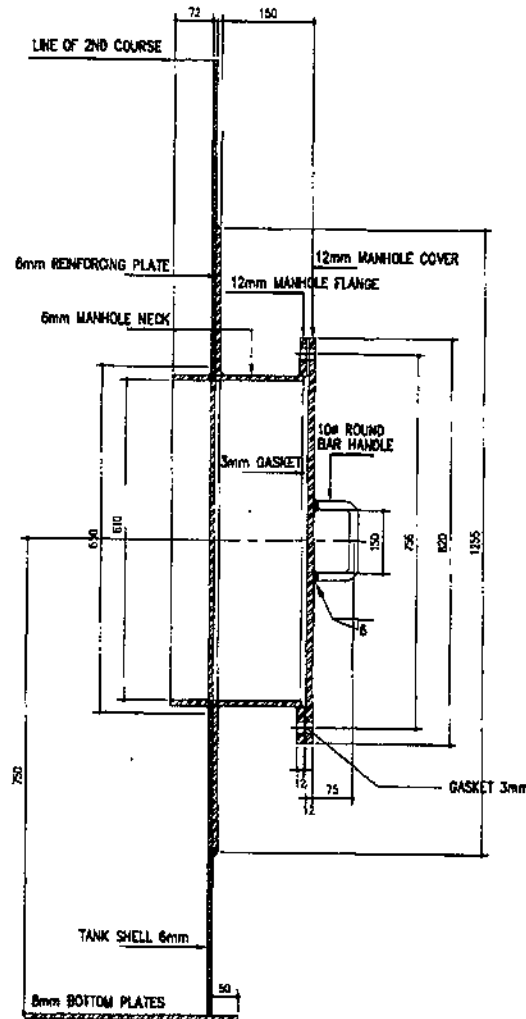 72
150
LINE OF 2ND COURSE
6mm REINFORCING PLATE
12mm MANHOLE COVER
12mm MANHOLE FLANGE
6mm MANHOLE NECK
10ø ROUND
BAR HANDLE
3mm GASKET
650
610
150
756
820
1255
6
750
12
12
75
GASKET 3mm
TANK SHELL 6mm
50
8mm BOTTOM PLATES